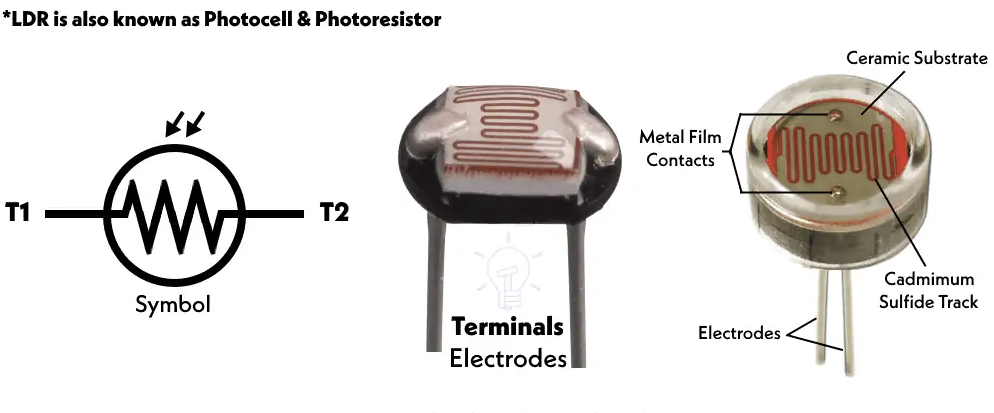 *LDR is also known as Photocell & Photoresistor
T1
T2
Symbol
Terminals
Electrodes
Ceramic Substrate
Metal Film
Contacts
Cadmimum
Sulfide Track
Electrodes